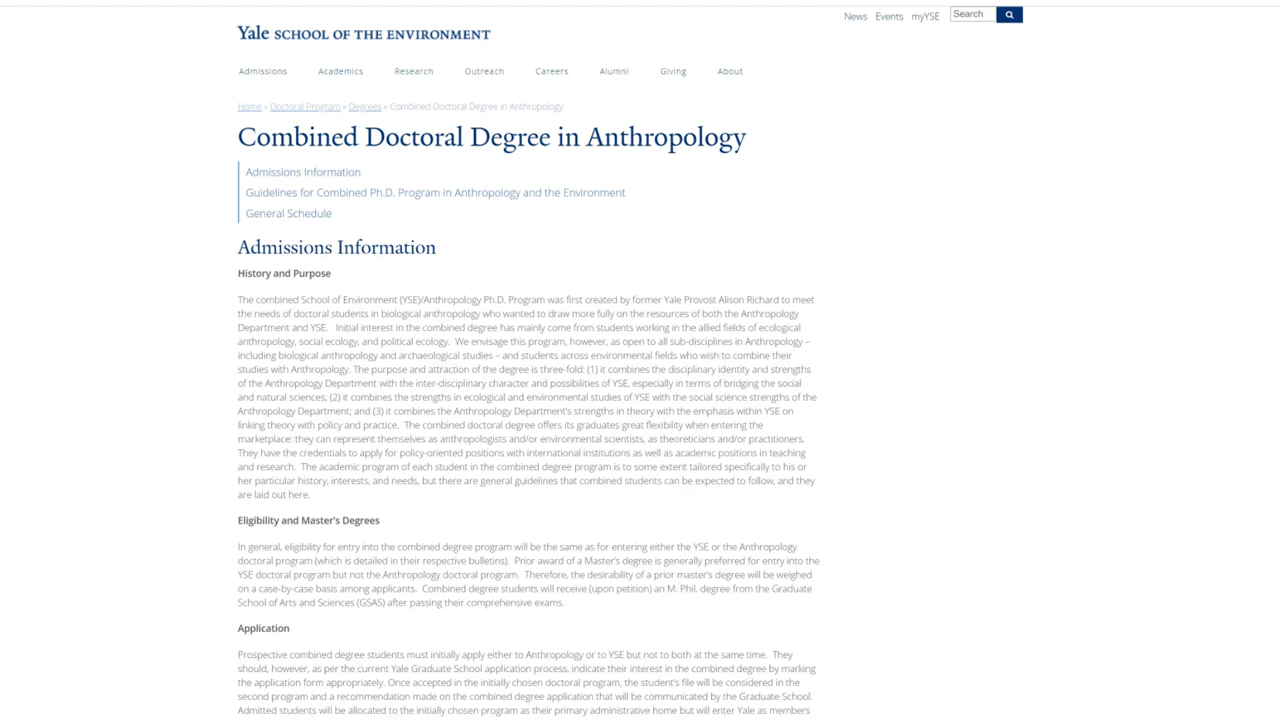 News Events myYSE Search
Yale SCHOOL OF THE ENVIRONMENT
Admissions Academics Research Outreach Careers Alumni Giving About
Home » Doctoral Program » Degrees » Combined Doctoral Degree in Anthropology
Combined Doctoral Degree in Anthropology
Admissions Information
Guidelines for Combined Ph.D. Program in Anthropology and the Environment
General Schedule
Admissions Information
History and Purpose
The combined School of Environment (YSE)/Anthropology Ph.D. Program was first created by former Yale Provost Alison Richard to meet
the needs of doctoral students in biological anthropology who wanted to draw more fully on the resources of both the Anthropology
Department and YSE. Initial interest in the combined degree has mainly come from students working in the allied fields of ecological
anthropology, social ecology, and political ecology. We envisage this program, however, as open to all sub-disciplines in Anthropology –
including biological anthropology and archaeological studies – and students across environmental fields who wish to combine their
studies with Anthropology. The purpose and attraction of the degree is three-fold: (1) it combines the disciplinary identity and strengths
of the Anthropology Department with the inter-disciplinary character and possibilities of YSE, especially in terms of bridging the social
and natural sciences; (2) it combines the strengths in ecological and environmental studies of YSE with the social science strengths of the
Anthropology Department; and (3) it combines the Anthropology Department's strengths in theory with the emphasis within YSE on
linking theory with policy and practice. The combined doctoral degree offers its graduates great flexibility when entering the
marketplace: they can represent themselves as anthropologists and/or environmental scientists, as theoreticians and/or practitioners.
They have the credentials to apply for policy-oriented positions with international institutions as well as academic positions in teaching
and research. The academic program of each student in the combined degree program is to some extent tailored specifically to his or
her particular history, interests, and needs, but there are general guidelines that combined students can be expected to follow, and they
are laid out here.
Eligibility and Master's Degrees
In general, eligibility for entry into the combined degree program will be the same as for entering either the YSE or the Anthropology
doctoral program (which is detailed in their respective bulletins). Prior award of a Master's degree is generally preferred for entry into the
YSE doctoral program but not the Anthropology doctoral program. Therefore, the desirability of a prior master's degree will be weighed
on a case-by-case basis among applicants. Combined degree students will receive (upon petition) an M. Phil. degree from the Graduate
School of Arts and Sciences (GSAS) after passing their comprehensive exams.
Application
Prospective combined degree students must initially apply either to Anthropology or to YSE but not to both at the same time. They
should, however, as per the current Yale Graduate School application process, indicate their interest in the combined degree by marking
the application form appropriately. Once accepted in the initially chosen doctoral program, the student's file will be considered in the
second program and a recommendation made on the combined degree application that will be communicated by the Graduate School.
Admitted students will be allocated to the initially chosen program as their primary administrative home but will enter Yale as members